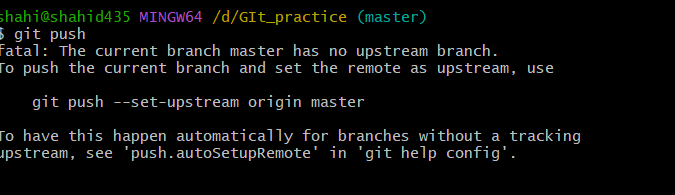 shahi@shahid435 MINGW64 /d/GIt_practice (master)
$ git push
fatal: The current branch master has no upstream branch.
To push the current branch and set the remote as upstream, use
git push --set-upstream origin master
To have this happen automatically for branches without a tracking
upstream, see 'push.autoSetupRemote' in 'git help config'.